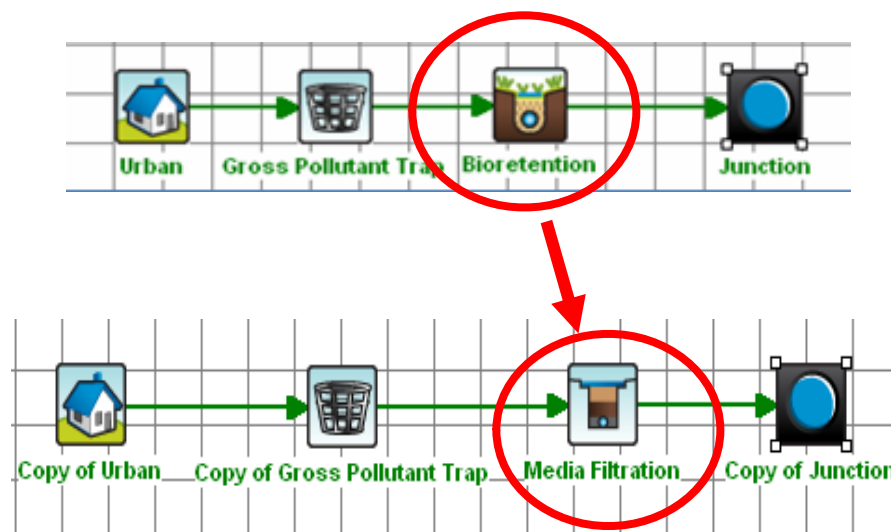 Urban Gross Pollutant Trap Bioretention Junction
Copy of Urban Copy of Gross Pollutant Trap Media Filtration Copy of Junction